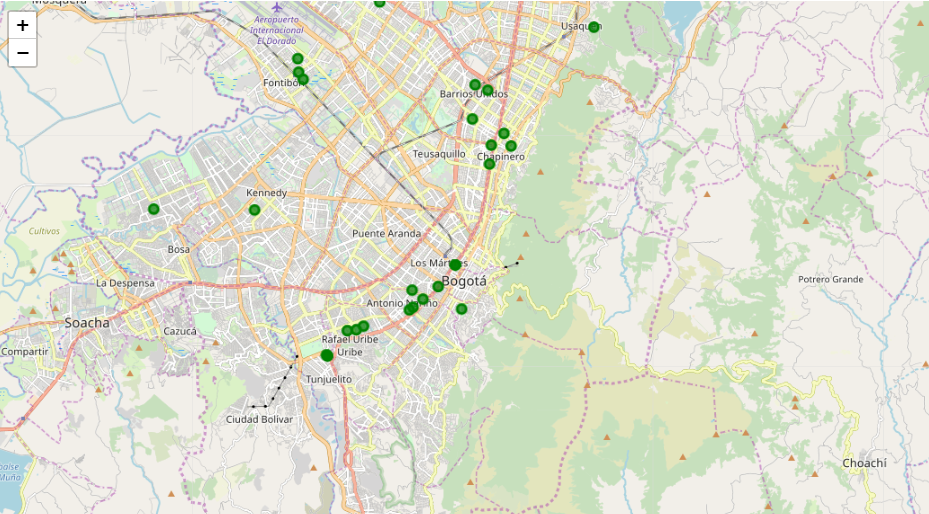 +
−
Mosquera
Aeropuerto
Internacional
El Dorado
Usaquén
Fontibón
Barrios Unidos
Teusaquillo
Chapinero
Kennedy
Cultivos
Puente Aranda
Bosa
Los Mártires
La Despensa
Bogotá
Potrero Grande
Antonio Nariño
Soacha
Cazucá
Rafael Uribe
Uribe
Compartir
Tunjuelito
Ciudad Bolívar
Choachí
Muña